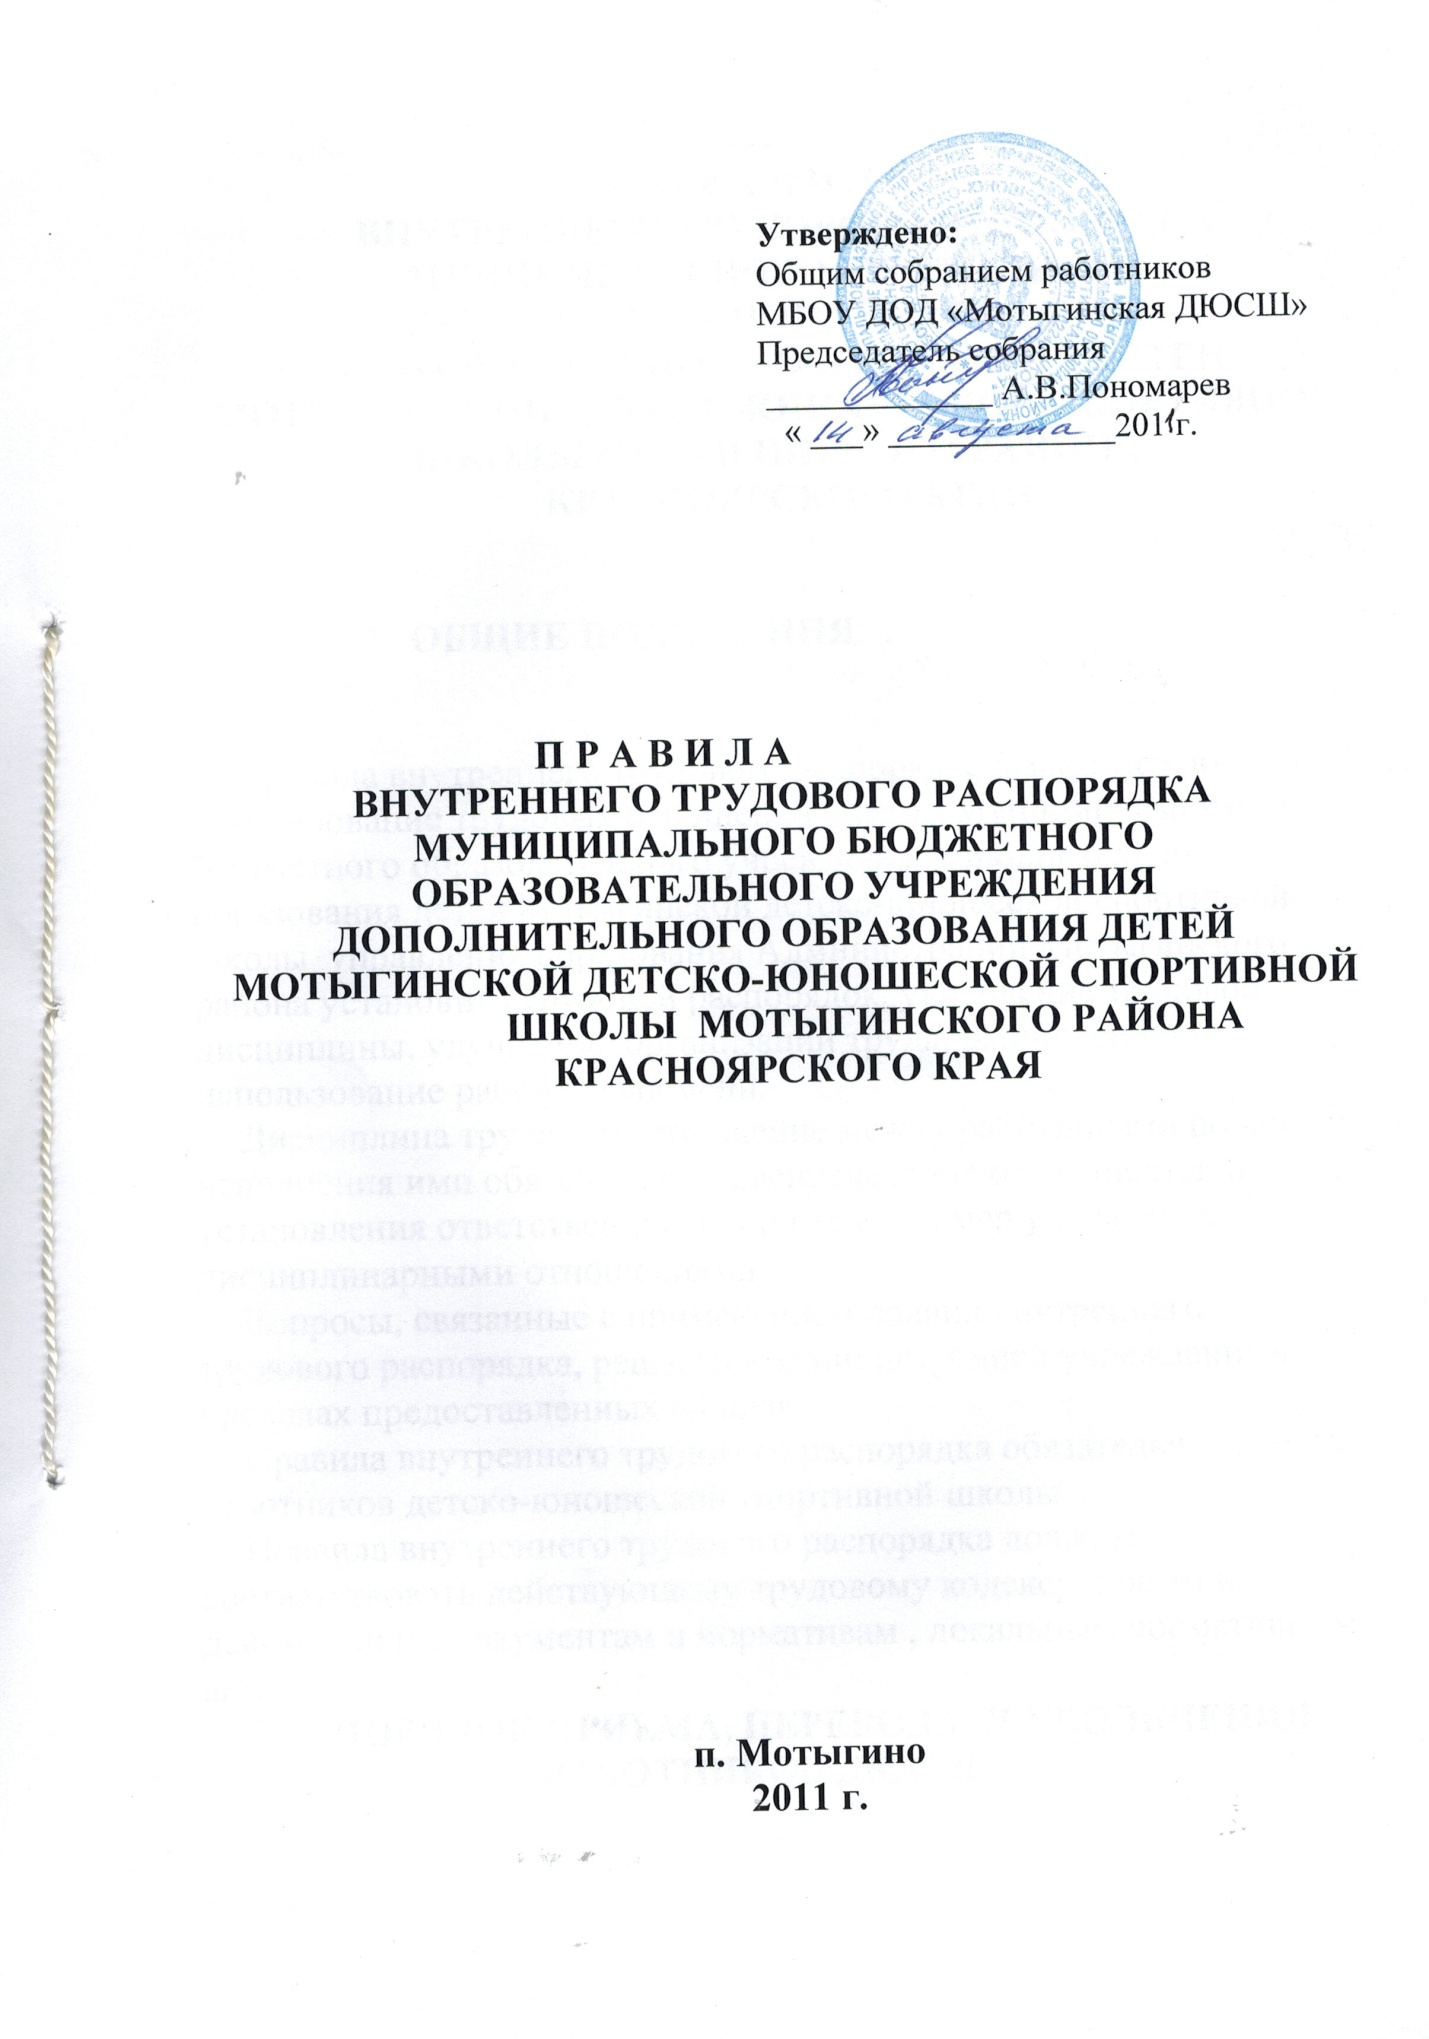 Утверждено:
Общим собранием работников
МБОУ ДОД «Мотыгинская ДЮСШ»
Председатель собрания
А.В.Пономарев
« 14 » августа 2011г.
П Р А В И Л А
ВНУТРЕННЕГО ТРУДОВОГО РАСПОРЯДКА
МУНИЦИПАЛЬНОГО БЮДЖЕТНОГО
ОБРАЗОВАТЕЛЬНОГО УЧРЕЖДЕНИЯ
ДОПОЛНИТЕЛЬНОГО ОБРАЗОВАНИЯ ДЕТЕЙ
МОТЫГИНСКОЙ ДЕТСКО-ЮНОШЕСКОЙ СПОРТИВНОЙ
ШКОЛЫ МОТЫГИНСКОГО РАЙОНА
КРАСНОЯРСКОГО КРАЯ
п. Мотыгино
2011 г.